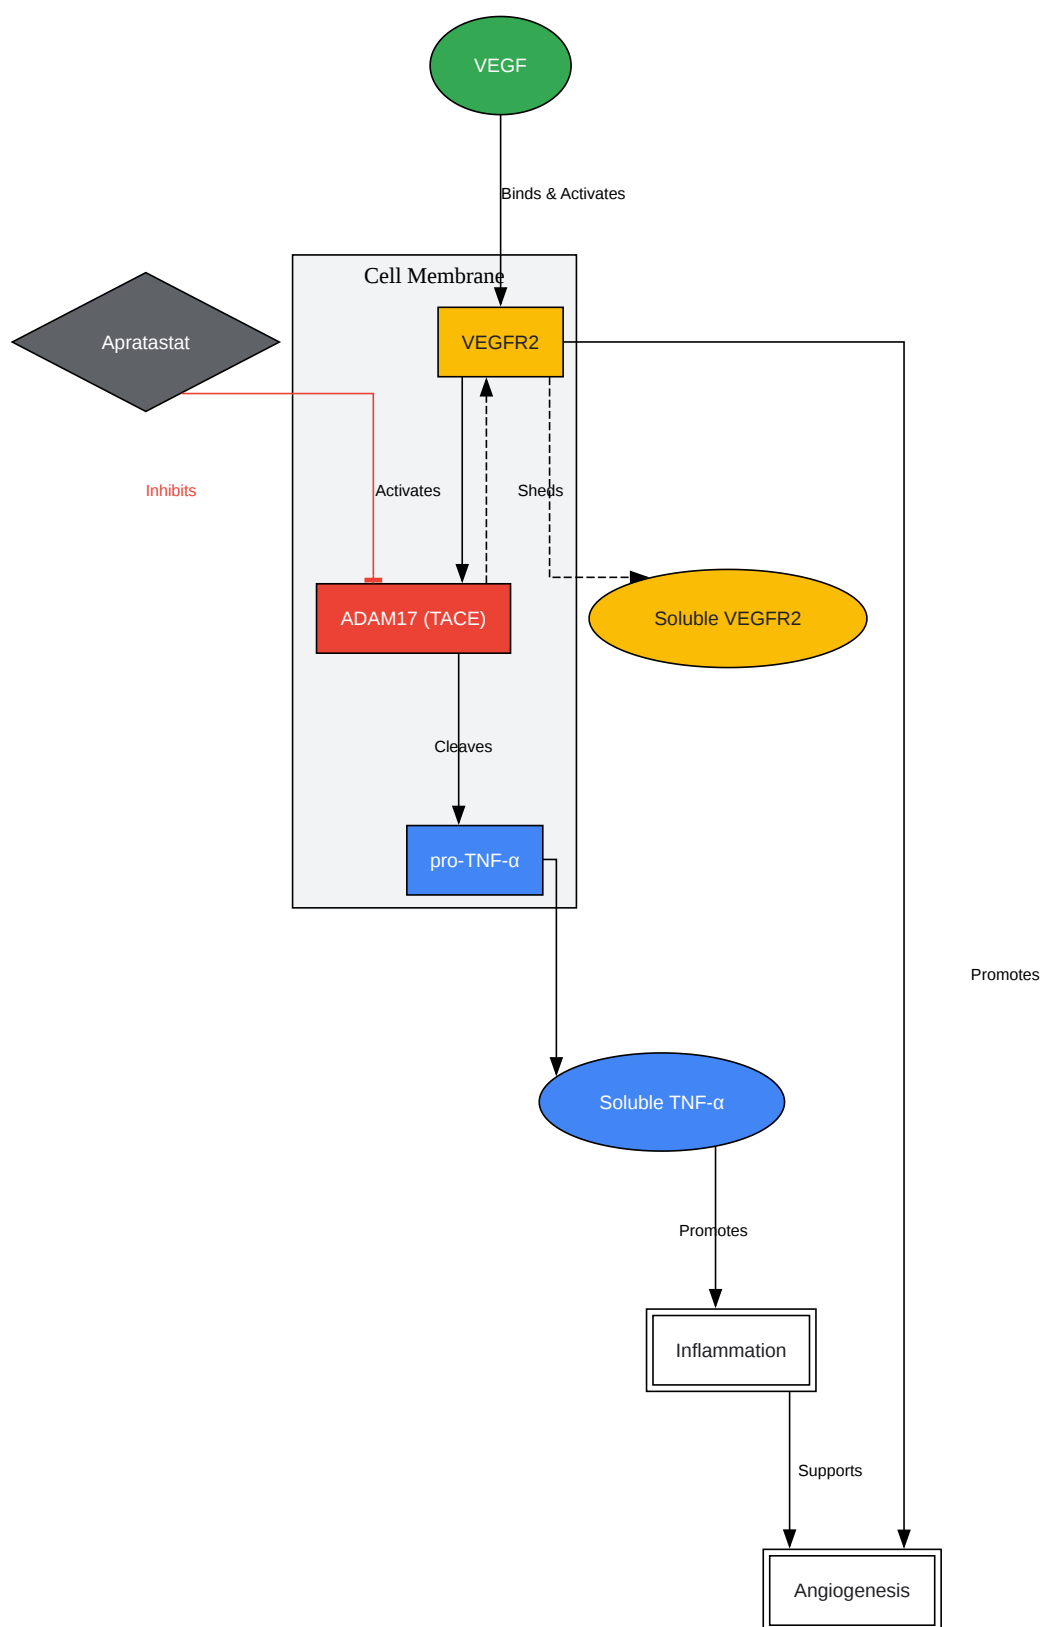 VEGF
Binds & Activates
Cell Membrane
Apratastat
VEGFR2
Inhibits
Activates
Sheds
ADAM17 (TACE)
Soluble VEGFR2
Cleaves
pro-TNF-α
Promotes
Soluble TNF-α
Promotes
Inflammation
Supports
Angiogenesis